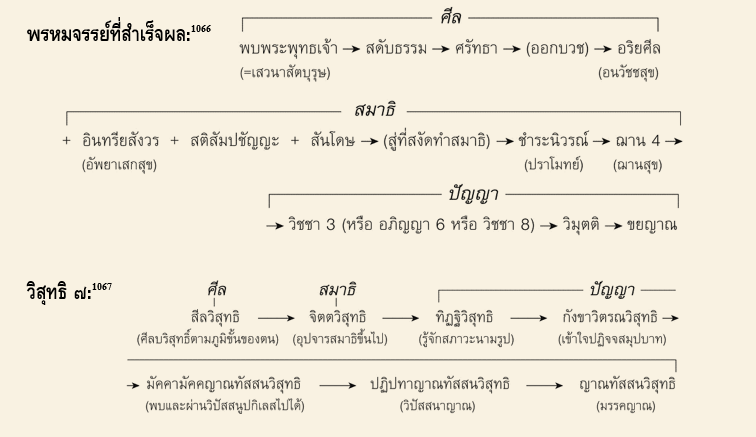 ศีล
พรหมจรรย์ที่สำเร็จผล:1066
พบพระพุทธเจ้า → สดับธรรม → ศรัทธา → (ออกบวช) → อริยศีล
(=เสวนาสัตบุรุษ) (อนวัชชสุข)
สมาธิ
+ อินทรียสังวร + สติสัมปชัญญะ + สันโดษ → (สู่ที่สงัดทำสมาธิ) → ชำระนิวรณ์ → ฌาน 4 →
(อัพยาเสกสุข) (ปราโมทย์) (ฌานสุข)
ปัญญา
→ วิชชา 3 (หรือ อภิญญา 6 หรือ วิชชา 8) → วิมุตติ → ขยญาณ
วิสุทธิ ๗:1067
ศีล สมาธิ ปัญญา
สีลวิสุทธิ → จิตตวิสุทธิ → ทิฏฐิวิสุทธิ → กังขาวิตรณวิสุทธิ →
(ศีลบริสุทธิ์ตามภูมิชั้นของตน) (อุปจารสมาธิขึ้นไป) (รู้จักสภาวะนามรูป) (เข้าใจปฏิจจสมุปบาท)
→ มัคคามัคคญาณทัสสนวิสุทธิ → ปฏิปทาญาณทัสสนวิสุทธิ → ญาณทัสสนวิสุทธิ
(พบและผ่านวิปัสสนูปกิเลสไปได้) (วิปัสสนาญาณ) (มรรคญาณ)